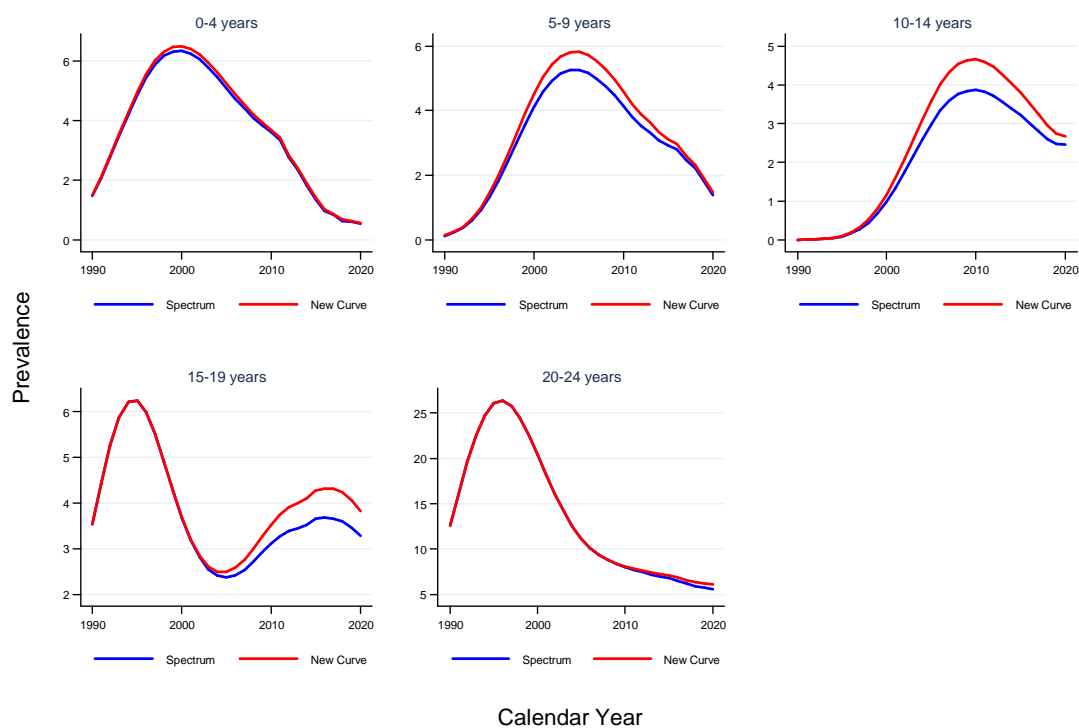 0-4 years
0
2
4
6
1990
2000
2010
2020
Spectrum
New Curve
5-9 years
0
2
4
6
1990
2000
2010
2020
Spectrum
New Curve
10-14 years
0
1
2
3
4
5
1990
2000
2010
2020
Spectrum
New Curve
Prevalence
15-19 years
2
3
4
5
6
1990
2000
2010
2020
Spectrum
New Curve
20-24 years
5
10
15
20
25
1990
2000
2010
2020
Spectrum
New Curve
Calendar Year